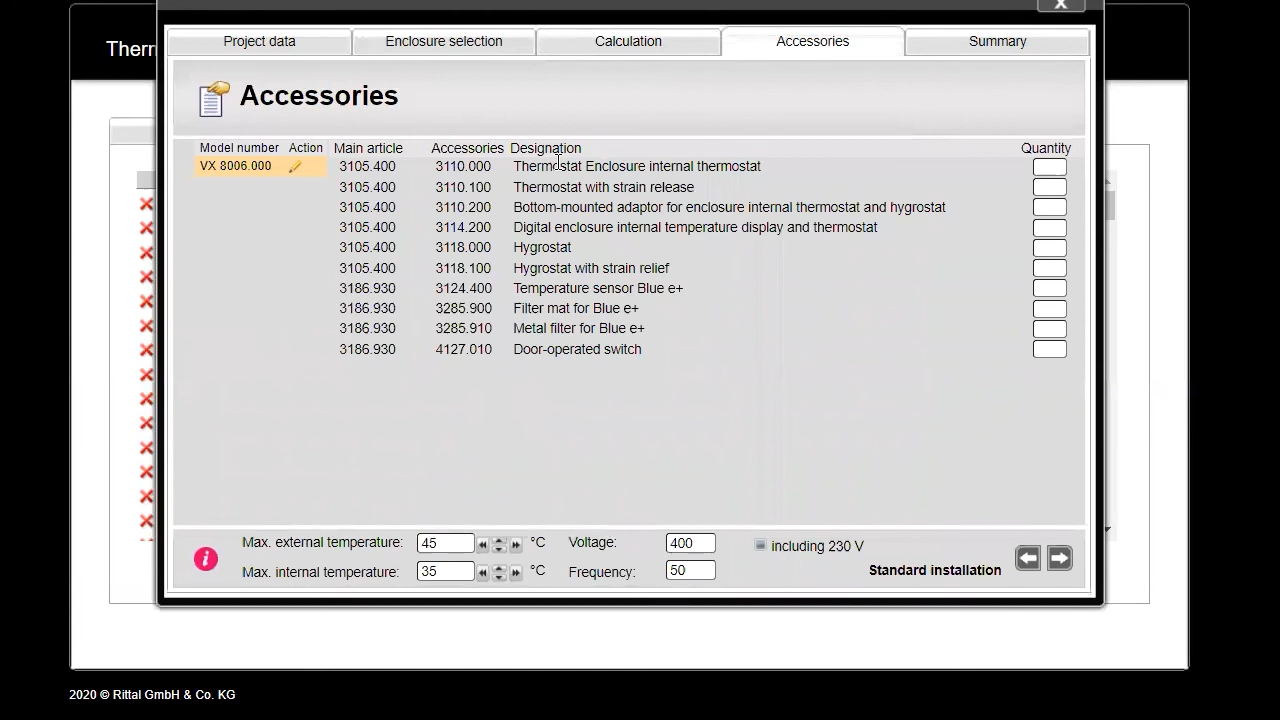 X
Therm
Project data Enclosure selection Calculation Accessories Summary
Accessories
Model number Action Main article Accessories Designation Quantity
VX 8006.000 3105.400 3110.000 Thermostat Enclosure internal thermostat
3105.400 3110.100 Thermostat with strain release
3105.400 3110.200 Bottom-mounted adaptor for enclosure internal thermostat and hygrostat
3105.400 3114.200 Digital enclosure internal temperature display and thermostat
3105.400 3118.000 Hygrostat
3105.400 3118.100 Hygrostat with strain relief
3186.930 3124.400 Temperature sensor Blue e+
3186.930 3285.900 Filter mat for Blue e+
3186.930 3285.910 Metal filter for Blue e+
3186.930 4127.010 Door-operated switch
Max. external temperature: 45 °C Voltage: 400 including 230 V
Max. internal temperature: 35 °C Frequency: 50 Standard installation
2020 © Rittal GmbH & Co. KG